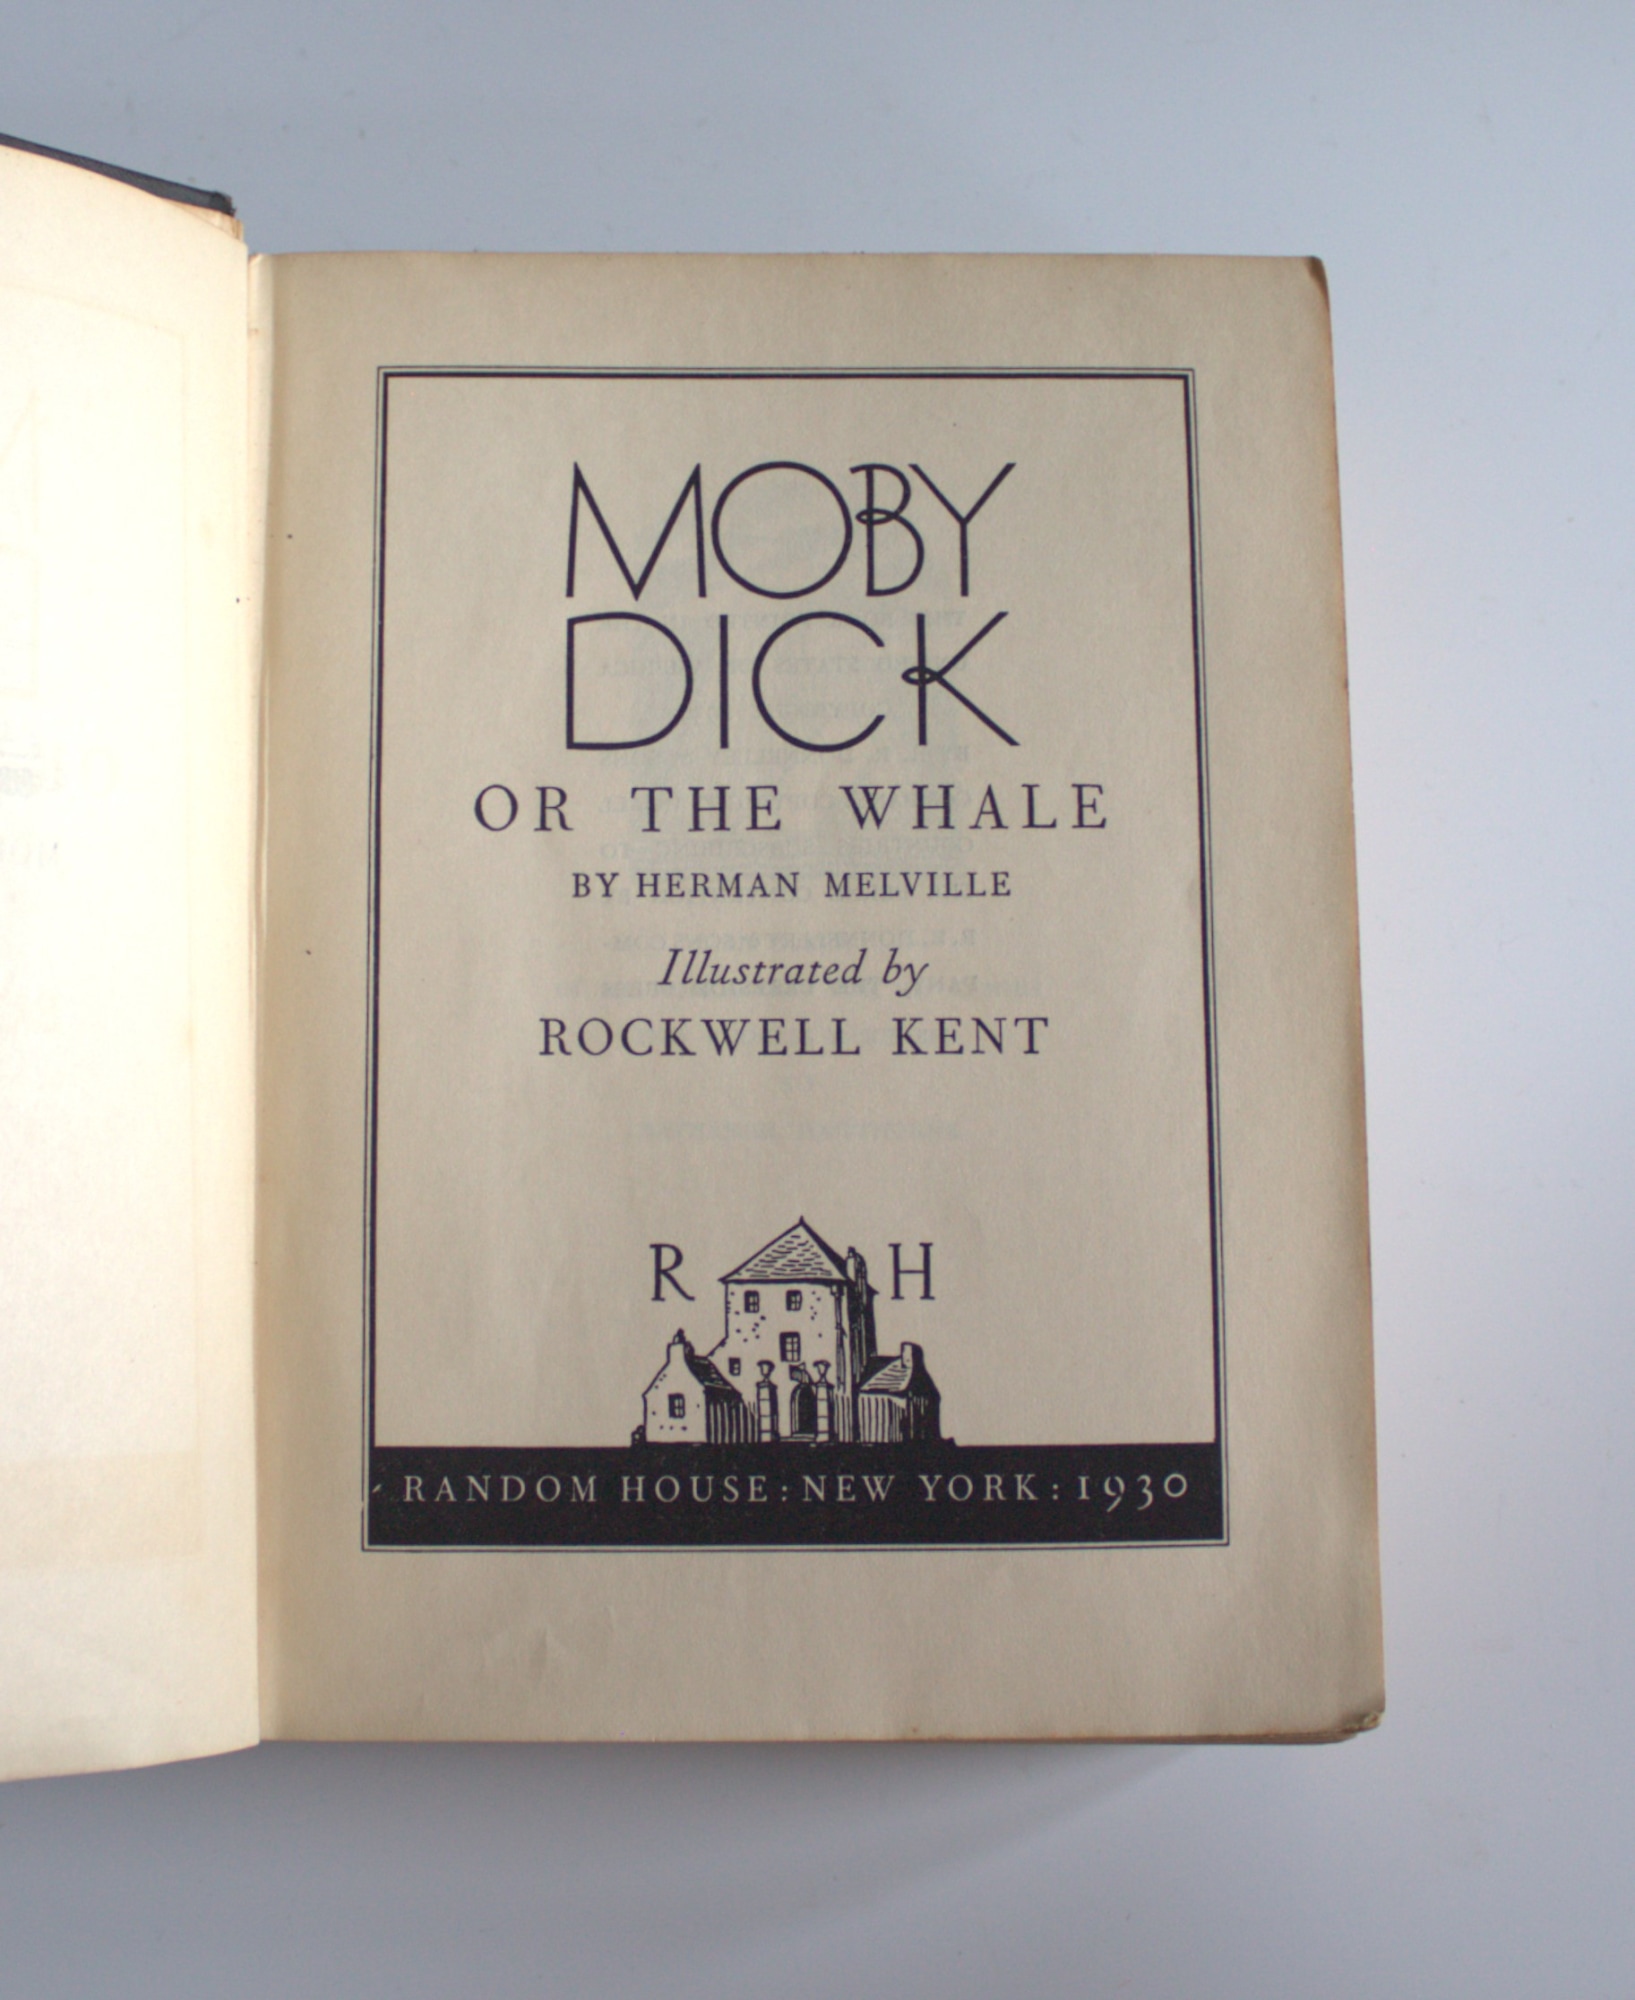 MOBY
DICK
OR THE WHALE
BY HERMAN MELVILLE
Illustrated by
ROCKWELL KENT
R H
RANDOM HOUSE : NEW YORK : 1930